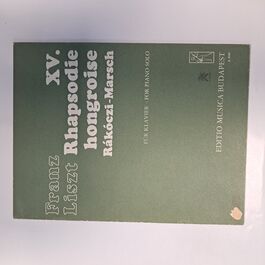 Franz
Liszt
XV.
Rhapsodie
hongroise
Rákóczi-Marsch
FÜR KLAVIER · FOR PIANO SOLO
EDITIO MUSICA BUDAPEST